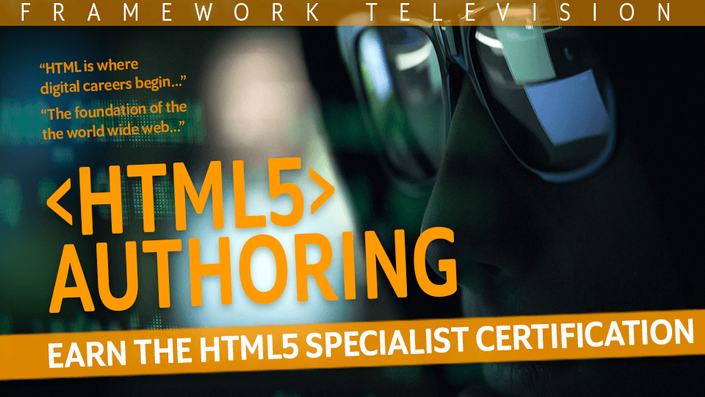 FRAMEWORK TELEVISION
“HTML is where
digital careers begin...”
“The foundation of the
the world wide web...”
<HTML5>
AUTHORING
EARN THE HTML5 SPECIALIST CERTIFICATION